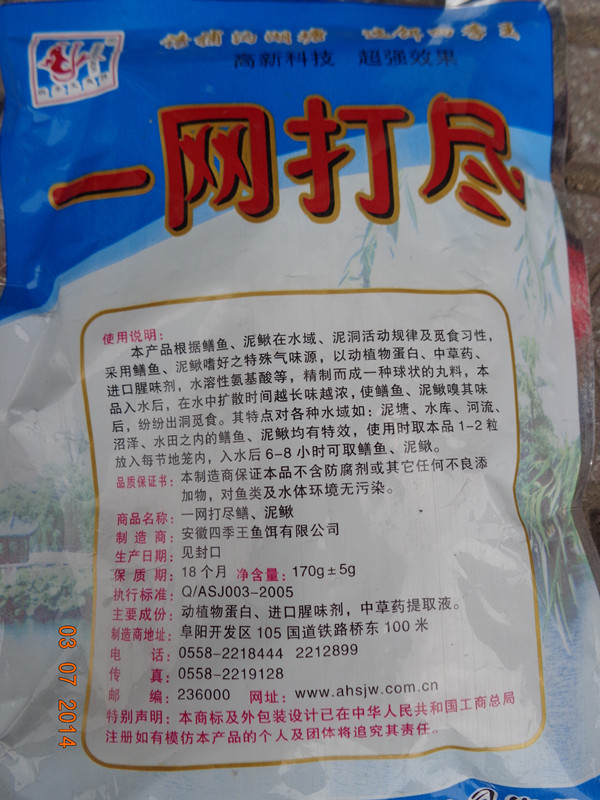 高新科技 超强效果
一网打尽
使用说明:
本产品根据鳝鱼、泥鳅在水域、泥洞活动规律及觅食习性,
采用鳝鱼、泥鳅嗜好之特殊气味源,以动植物蛋白、中草药、
进口腥味剂,水溶性氨基酸等,精制而成一种球状的丸料,本
品入水后,在水中扩散时间越长味越浓,使鳝鱼、泥鳅嗅其味
后,纷纷出洞觅食。其特点对各种水域如:泥塘、水库、河流、
沼泽、水田之内的鳝鱼、泥鳅均有特效,使用时取本品1-2粒
放入每节地笼内,入水后6-8小时可取鳝鱼、泥鳅。
品质保证书:本制造商保证本品不含防腐剂或其它任何不良添
加物,对鱼类及水体环境无污染。
商品名称:一网打尽鳝、泥鳅
制造商:安徽四季王鱼饵有限公司
生产日期:见封口
保质期:18个月 净含量:170g±5g
执行标准:Q/ASJ003-2005
主要成份:动植物蛋白、进口腥味剂,中草药提取液。
制造商地址:阜阳开发区105国道铁路桥东100米
电话:0558-2218444 2212899
传真:0558-2219128
邮编:236000 网址:www.ahsjw.com.cn
特别声明:本商标及外包装设计已在中华人民共和国工商总局
注册如有模仿本产品的个人及团体将追究其责任。
03 07 2014